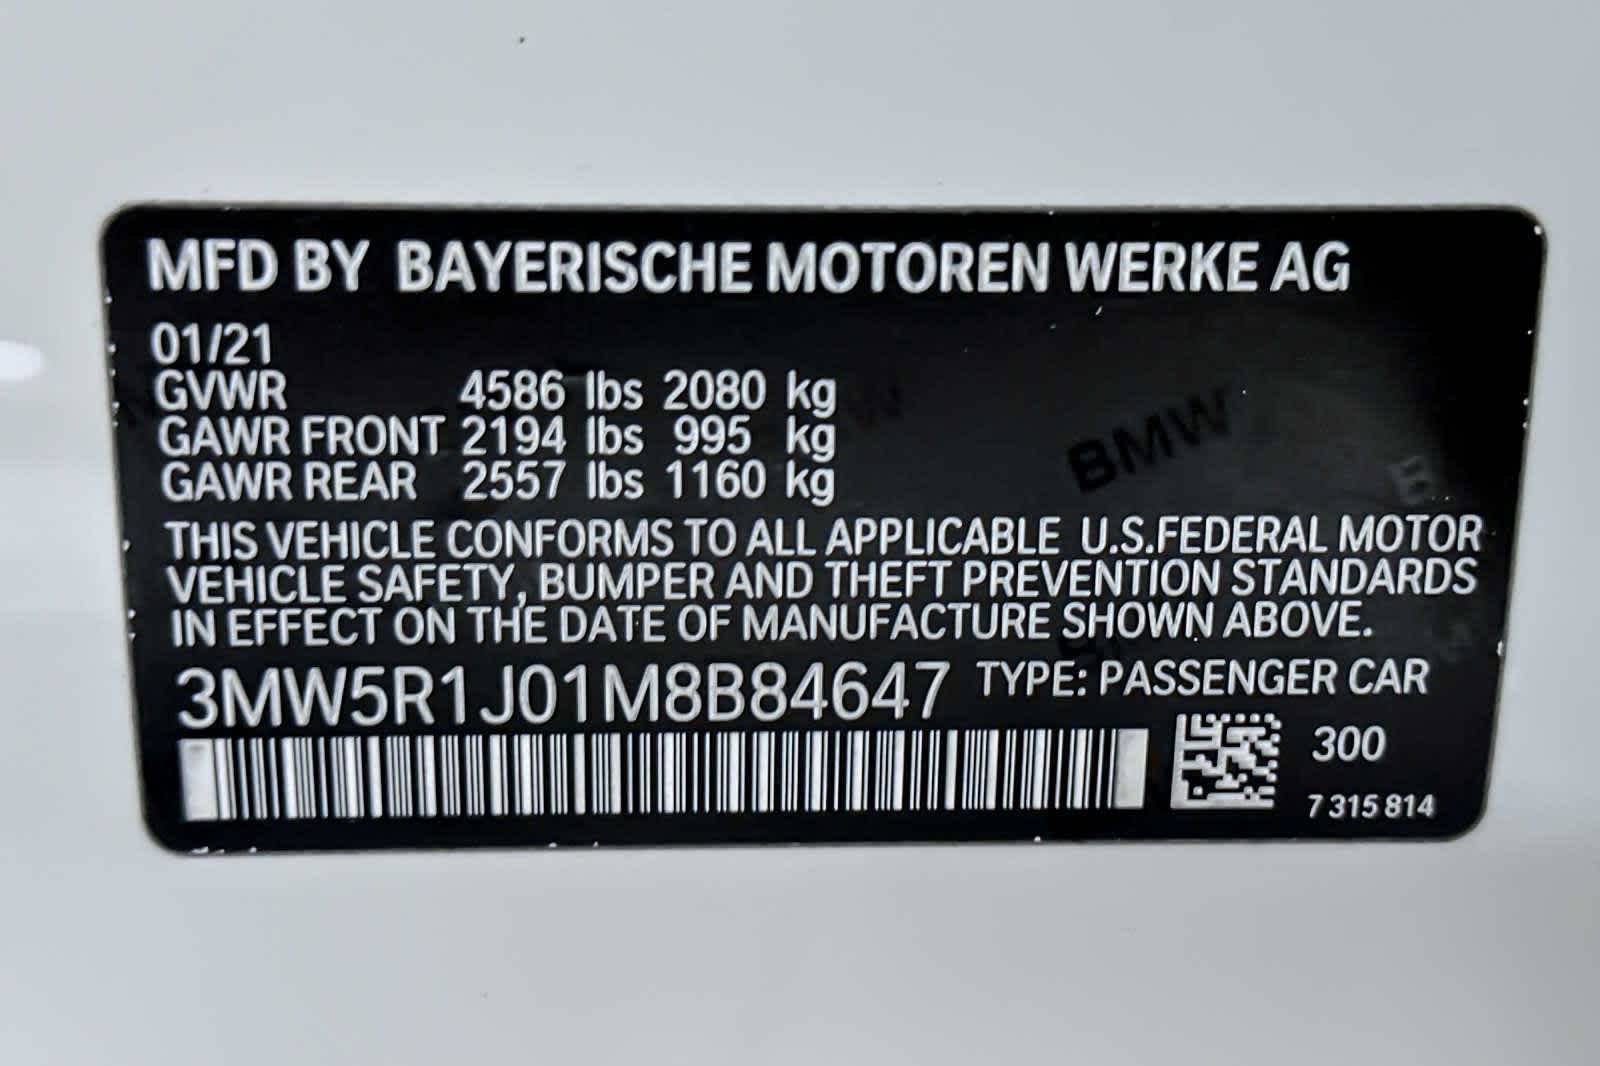 MFD BY BAYERISCHE MOTOREN WERKE AG
01/21
GVWR 4586 lbs 2080 kg
GAWR FRONT 2194 lbs 995 kg
GAWR REAR 2557 lbs 1160 kg
BMW
THIS VEHICLE CONFORMS TO ALL APPLICABLE U.S.FEDERAL MOTOR
VEHICLE SAFETY, BUMPER AND THEFT PREVENTION STANDARDS
IN EFFECT ON THE DATE OF MANUFACTURE SHOWN ABOVE.
3MW5R1J01M8B84647 TYPE: PASSENGER CAR
300
7 315 814